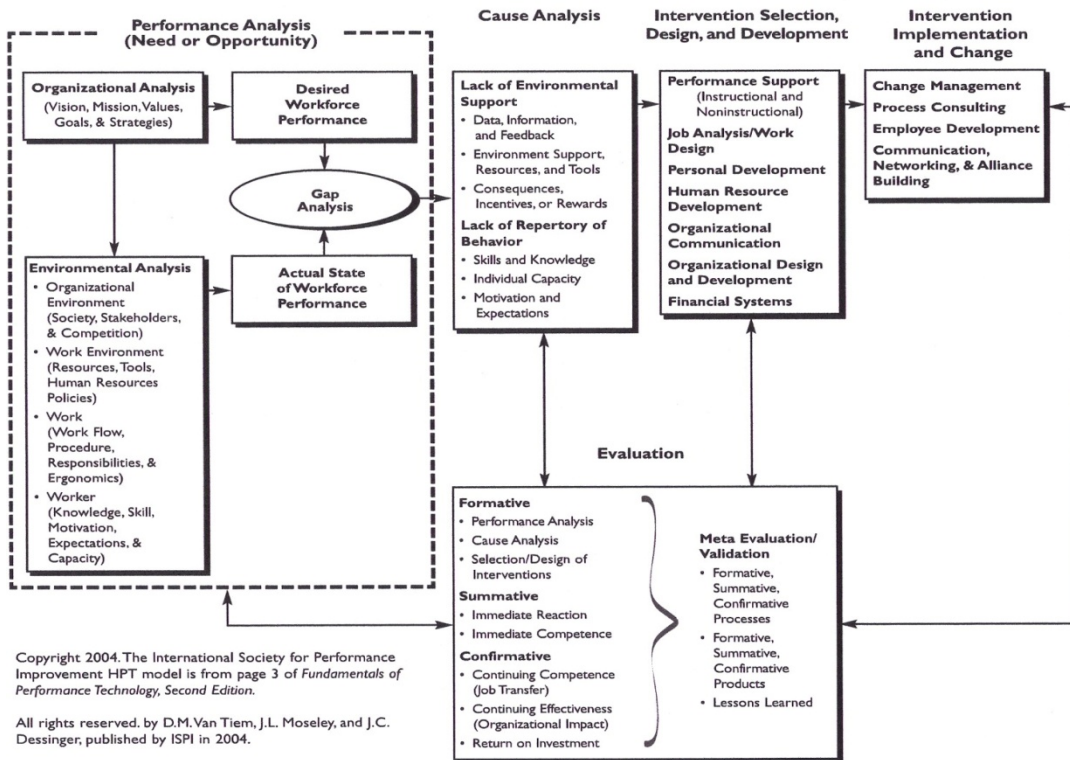 Performance Analysis
(Need or Opportunity)
Organizational Analysis
(Vision, Mission, Values,
Goals, & Strategies)
Desired
Workforce
Performance
Gap
Analysis
Environmental Analysis
• Organizational
Environment
(Society, Stakeholders,
& Competition)
• Work Environment
(Resources, Tools,
Human Resources
Policies)
• Work
(Work Flow,
Procedure,
Responsibilities, &
Ergonomics)
• Worker
(Knowledge, Skill,
Motivation,
Expectations, &
Capacity)
Actual State
of Workforce
Performance
Cause Analysis
Lack of Environmental
Support
• Data, Information,
and Feedback
• Environment Support,
Resources, and Tools
• Consequences,
Incentives, or Rewards
Lack of Repertory of
Behavior
• Skills and Knowledge
• Individual Capacity
• Motivation and
Expectations
Intervention Selection,
Design, and Development
Performance Support
(Instructional and
Noninstructional)
Job Analysis/Work
Design
Personal Development
Human Resource
Development
Organizational
Communication
Organizational Design
and Development
Financial Systems
Intervention
Implementation
and Change
Change Management
Process Consulting
Employee Development
Communication,
Networking, & Alliance
Building
Evaluation
Formative
• Performance Analysis
• Cause Analysis
• Selection/Design of
Interventions
Summative
• Immediate Reaction
• Immediate Competence
Confirmative
• Continuing Competence
(Job Transfer)
• Continuing Effectiveness
(Organizational Impact)
• Return on Investment
Meta Evaluation/
Validation
• Formative,
Summative,
Confirmative
Processes
• Formative,
Summative,
Confirmative
Products
• Lessons Learned
Copyright 2004. The International Society for Performance
Improvement HPT model is from page 3 of Fundamentals of
Performance Technology, Second Edition.
All rights reserved. by D.M. Van Tiem, J.L. Moseley, and J.C.
Dessinger, published by ISPI in 2004.